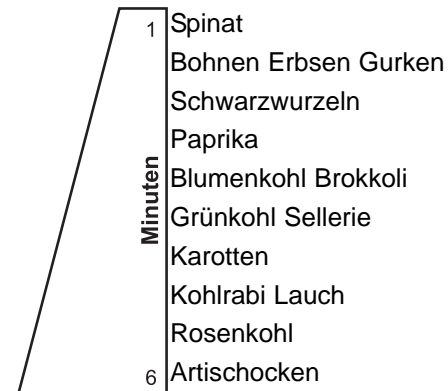 1 Spinat
Bohnen Erbsen Gurken
Schwarzwurzeln
Paprika
Blumenkohl Brokkoli
Grünkohl Sellerie
Karotten
Kohlrabi Lauch
Rosenkohl
6 Artischocken
Minuten